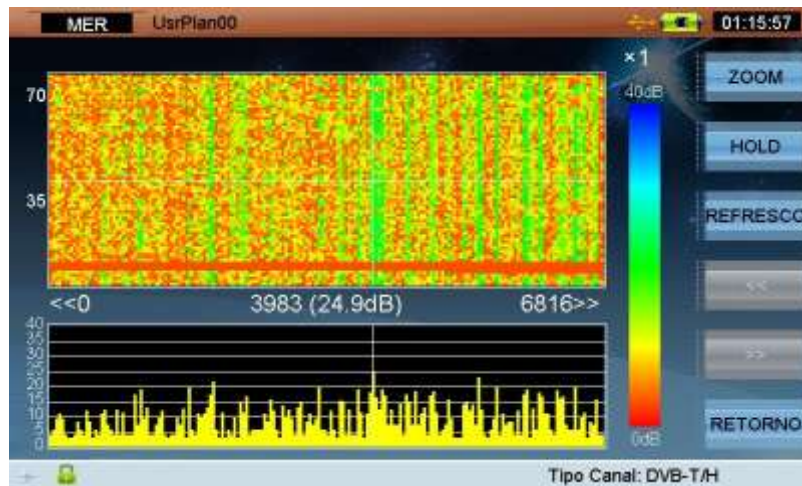 MER UsrPlan00 01:15:57
×1
70 40dB ZOOM
HOLD
35 REFRESCO
<<
<<0 3983 (24.9dB) 6816>>
40
35
30
25 >>
20
15
10
5
0 0dB RETORNO
Tipo Canal: DVB-T/H